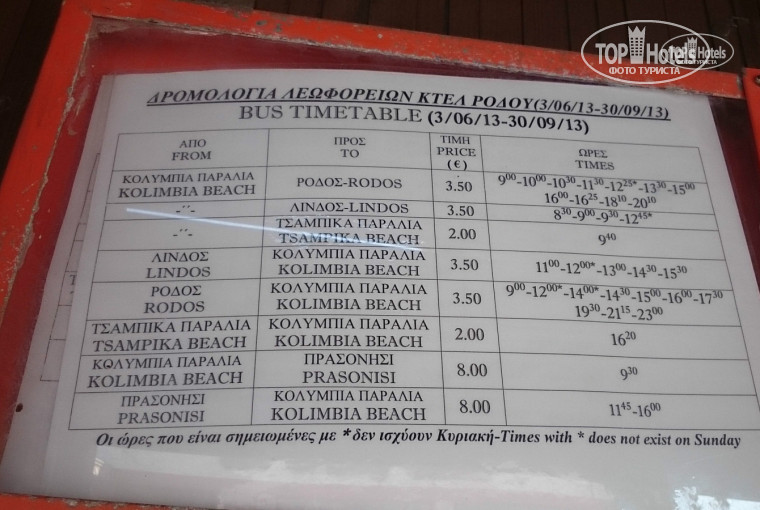 TOP Hotels
ФОТО ТУРИСТА
TOP Hotels
ФОТО ТУРИСТА
ΔΡΟΜΟΛΟΓΙΑ ΛΕΩΦΟΡΕΙΩΝ ΚΤΕΛ ΡΟΔΟΥ(3/06/13-30/09/13)
BUS TIMETABLE (3/06/13-30/09/13)
ΑΠΟ ΠΡΟΣ ΤΙΜΗ ΩΡΕΣ
FROM TO PRICE TIMES
(€)
ΚΟΛΥΜΠΙΑ ΠΑΡΑΛΙΑ ΡΟΔΟΣ-RODOS 3.50 9⁰⁰-10⁰⁰-10³⁰-11³⁰-12²⁵*-13³⁰-15⁰⁰
KOLIMBIA BEACH 16⁰⁰-16²⁵-18¹⁰-20¹⁰
-·''- ΛΙΝΔΟΣ-LINDOS 3.50 8³⁰-9⁰⁰-9³⁰-12⁴⁵*
-·''- ΤΣΑΜΠΙΚΑ ΠΑΡΑΛΙΑ 2.00 9⁴⁰
TSAMPIKA BEACH
ΛΙΝΔΟΣ ΚΟΛΥΜΠΙΑ ΠΑΡΑΛΙΑ 3.50 11⁰⁰-12⁰⁰*-13⁰⁰-14³⁰-15³⁰
LINDOS KOLIMBIA BEACH
ΡΟΔΟΣ ΚΟΛΥΜΠΙΑ ΠΑΡΑΛΙΑ 3.50 9⁰⁰-12⁰⁰*-14⁰⁰*-14³⁰-15⁰⁰-16⁰⁰-17³⁰
RODOS KOLIMBIA BEACH 19³⁰-21¹⁵-23⁰⁰
ΤΣΑΜΠΙΚΑ ΠΑΡΑΛΙΑ ΚΟΛΥΜΠΙΑ ΠΑΡΑΛΙΑ 2.00 16²⁰
TSAMPIKA BEACH KOLIMBIA BEACH
ΚΟΛΥΜΠΙΑ ΠΑΡΑΛΙΑ ΠΡΑΣΟΝΗΣΙ 8.00 9³⁰
KOLIMBIA BEACH PRASONISI
ΠΡΑΣΟΝΗΣΙ ΚΟΛΥΜΠΙΑ ΠΑΡΑΛΙΑ 8.00 11⁴⁵-16⁰⁰
PRASONISI KOLIMBIA BEACH
Οι ώρες που είναι σημειωμένες με * δεν ισχύουν Κυριακή-Times with * does not exist on Sunday